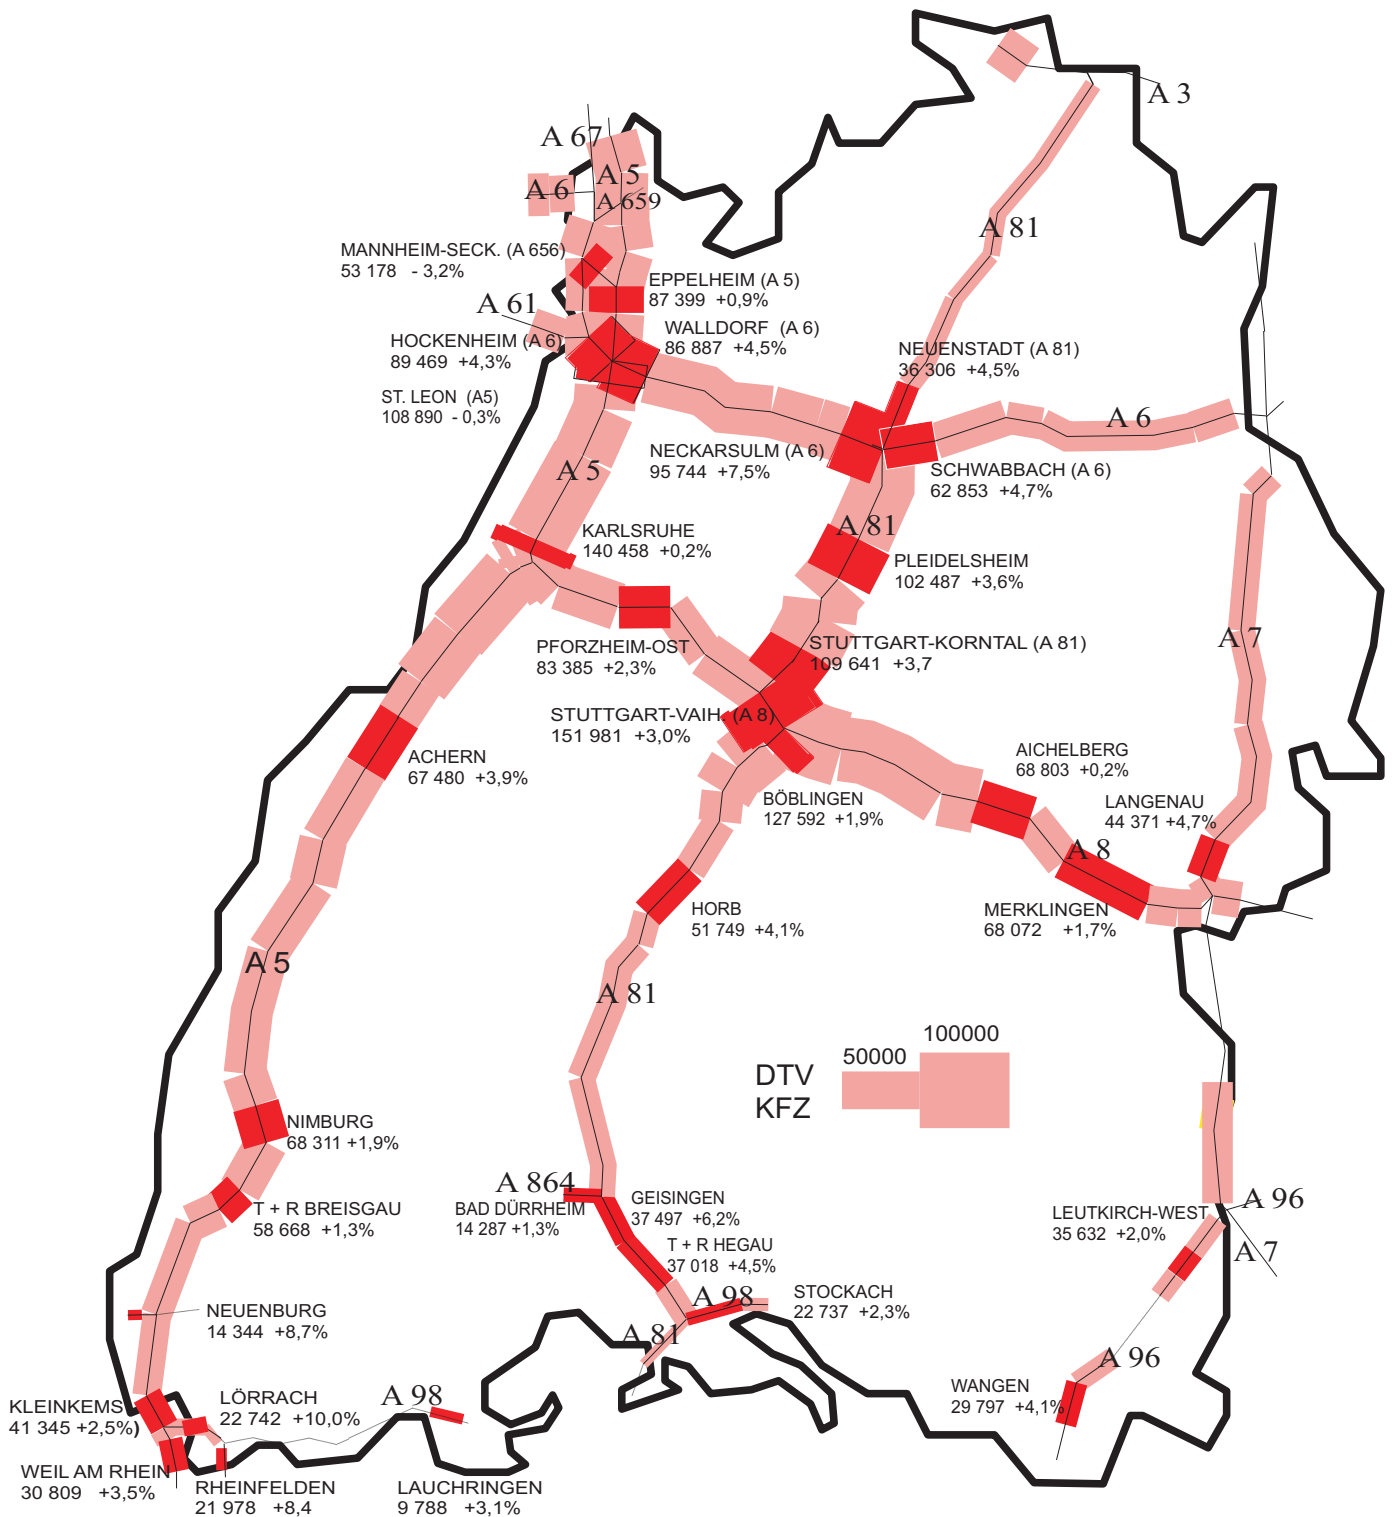 A 3
A 67
A 5
A 6
A 659
A 81
MANNHEIM-SECK. (A 656)
53 178 - 3,2%
EPPELHEIM (A 5)
87 399 +0,9%
A 61
WALLDORF (A 6)
86 887 +4,5%
HOCKENHEIM (A 6)
89 469 +4,3%
NEUENSTADT (A 81)
36 306 +4,5%
ST. LEON (A5)
108 890 - 0,3%
A 6
NECKARSULM (A 6)
95 744 +7,5%
SCHWABBACH (A 6)
62 853 +4,7%
A 5
A 81
KARLSRUHE
140 458 +0,2%
PLEIDELSHEIM
102 487 +3,6%
A 7
PFORZHEIM-OST
83 385 +2,3%
STUTTGART-KORNTAL (A 81)
109 641 +3,7
STUTTGART-VAIH. (A 8)
151 981 +3,0%
ACHERN
67 480 +3,9%
AICHELBERG
68 803 +0,2%
BÖBLINGEN
127 592 +1,9%
LANGENAU
44 371 +4,7%
A 8
HORB
51 749 +4,1%
MERKLINGEN
68 072 +1,7%
A 5
A 81
100000
50000
DTV
KFZ
NIMBURG
68 311 +1,9%
A 864
BAD DÜRRHEIM
14 287 +1,3%
GEISINGEN
37 497 +6,2%
T + R BREISGAU
58 668 +1,3%
A 96
LEUTKIRCH-WEST
35 632 +2,0%
A 7
T + R HEGAU
37 018 +4,5%
A 98
STOCKACH
22 737 +2,3%
NEUENBURG
14 344 +8,7%
A 81
A 96
WANGEN
29 797 +4,1%
KLEINKEMS
41 345 +2,5%)
LÖRRACH
22 742 +10,0%
A 98
WEIL AM RHEIN
30 809 +3,5%
RHEINFELDEN
21 978 +8,4
LAUCHRINGEN
9 788 +3,1%